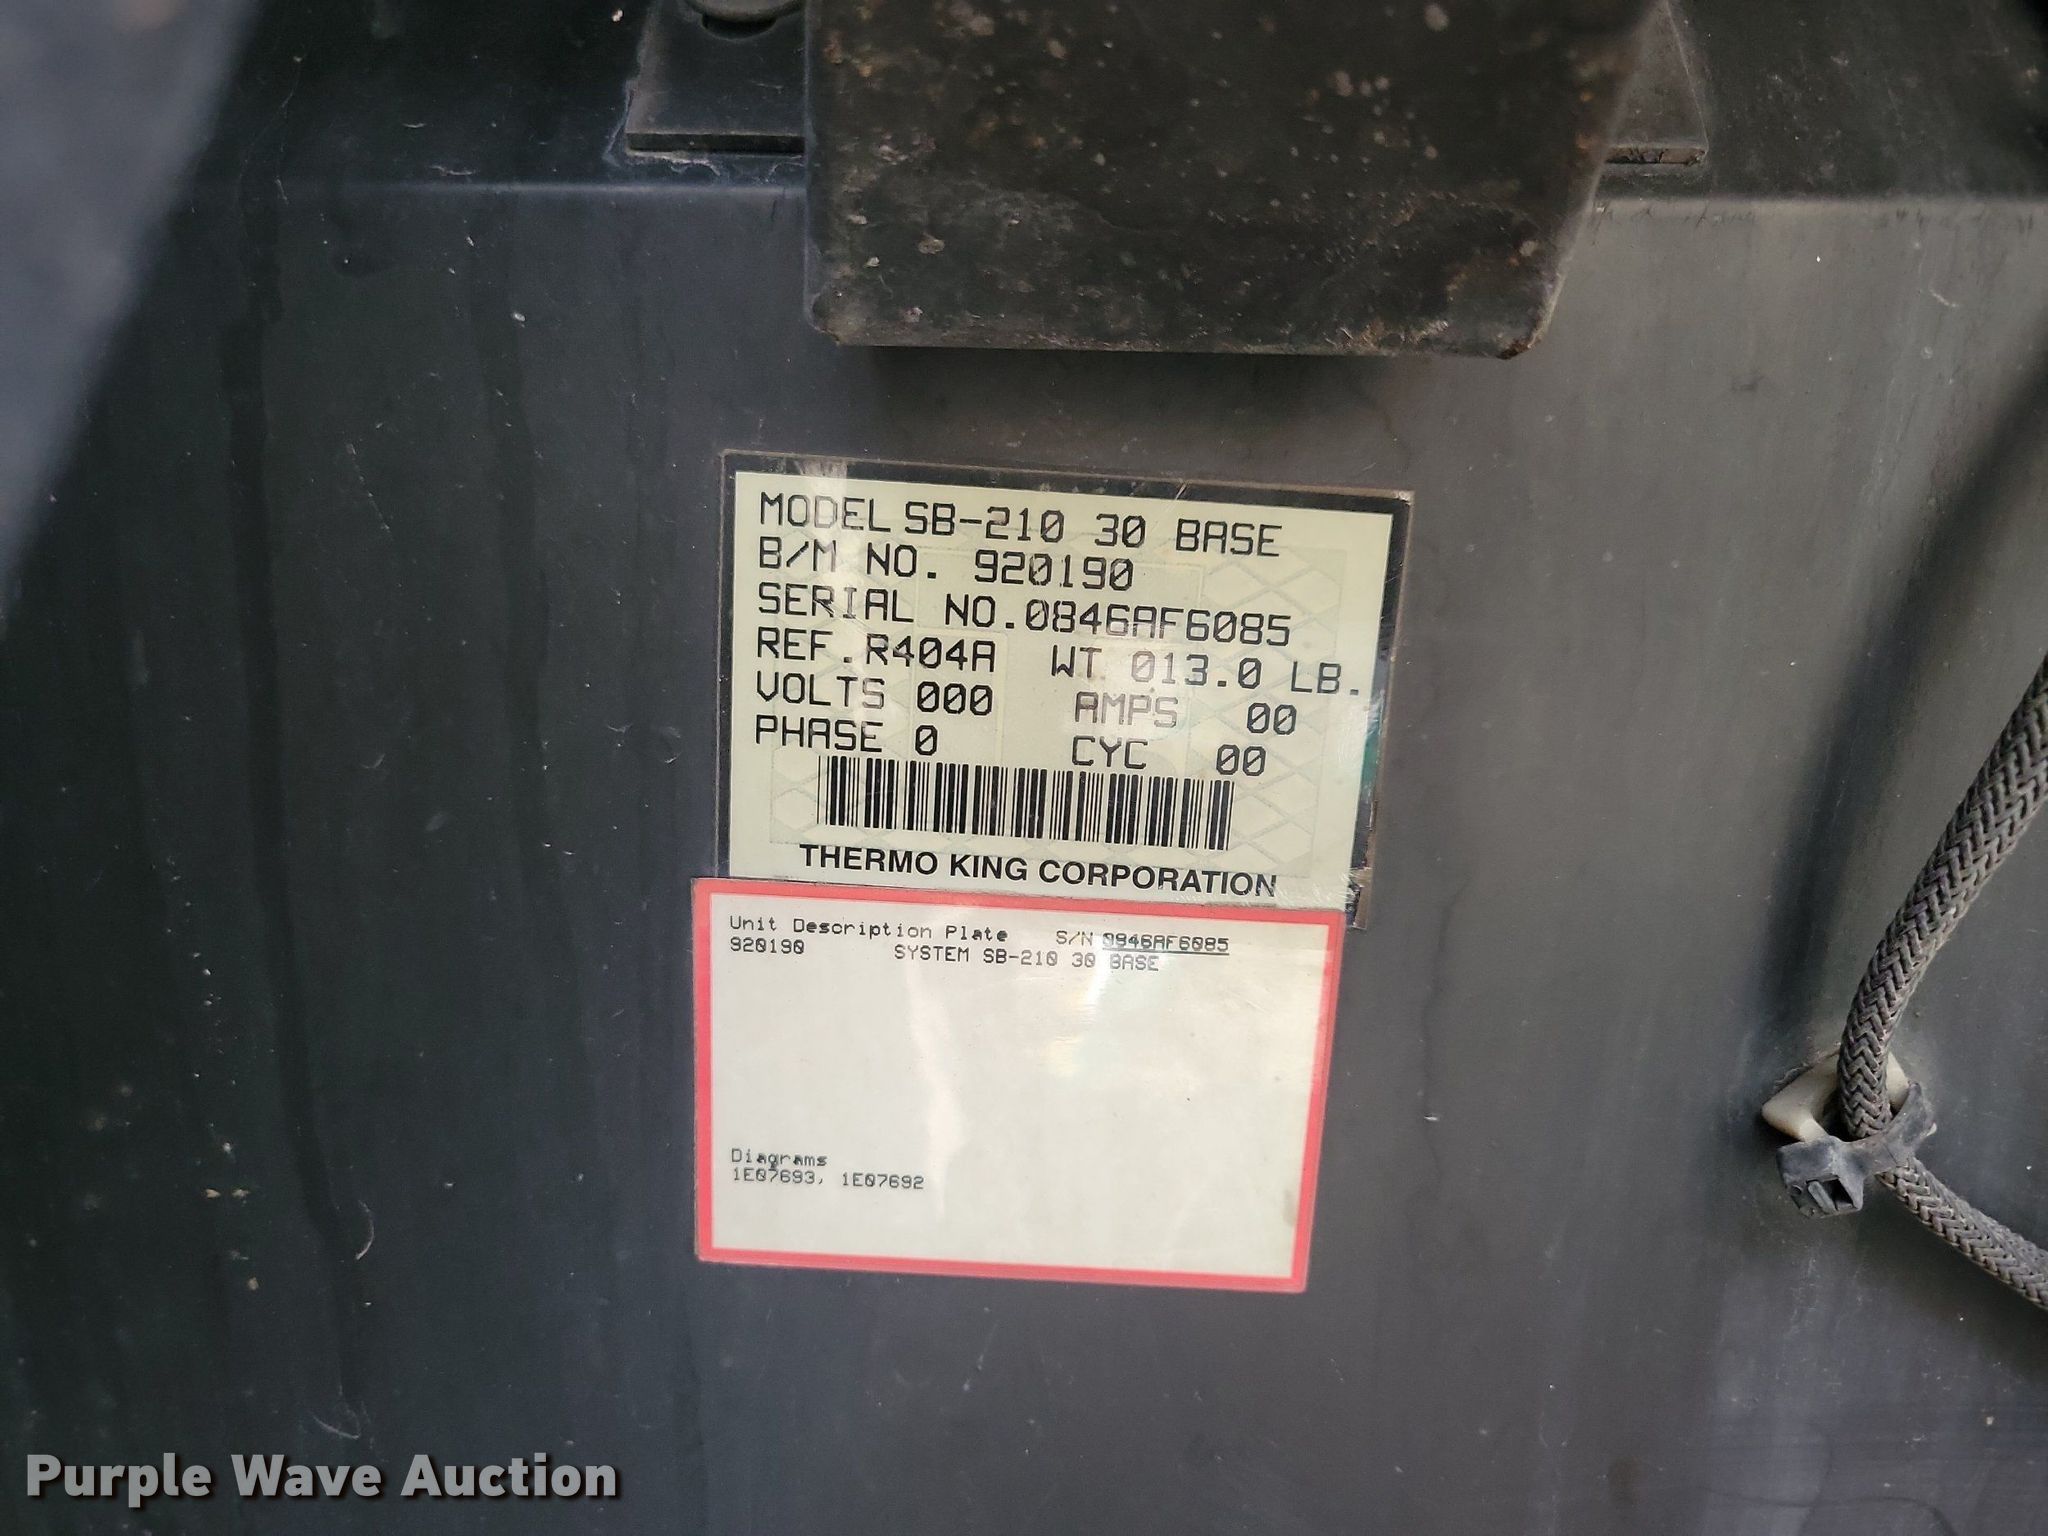 MODEL SB-210 30 BASE
B/M NO. 920190
SERIAL NO.0846AF6085
REF.R404A WT. 013.0 LB.
VOLTS 000 AMPS 00
PHASE 0 CYC 00
THERMO KING CORPORATION
Unit Description Plate S/N 0846AF6085
920190 SYSTEM SB-210 30 BASE
Diagrams
1E07693, 1E07692
Purple Wave Auction